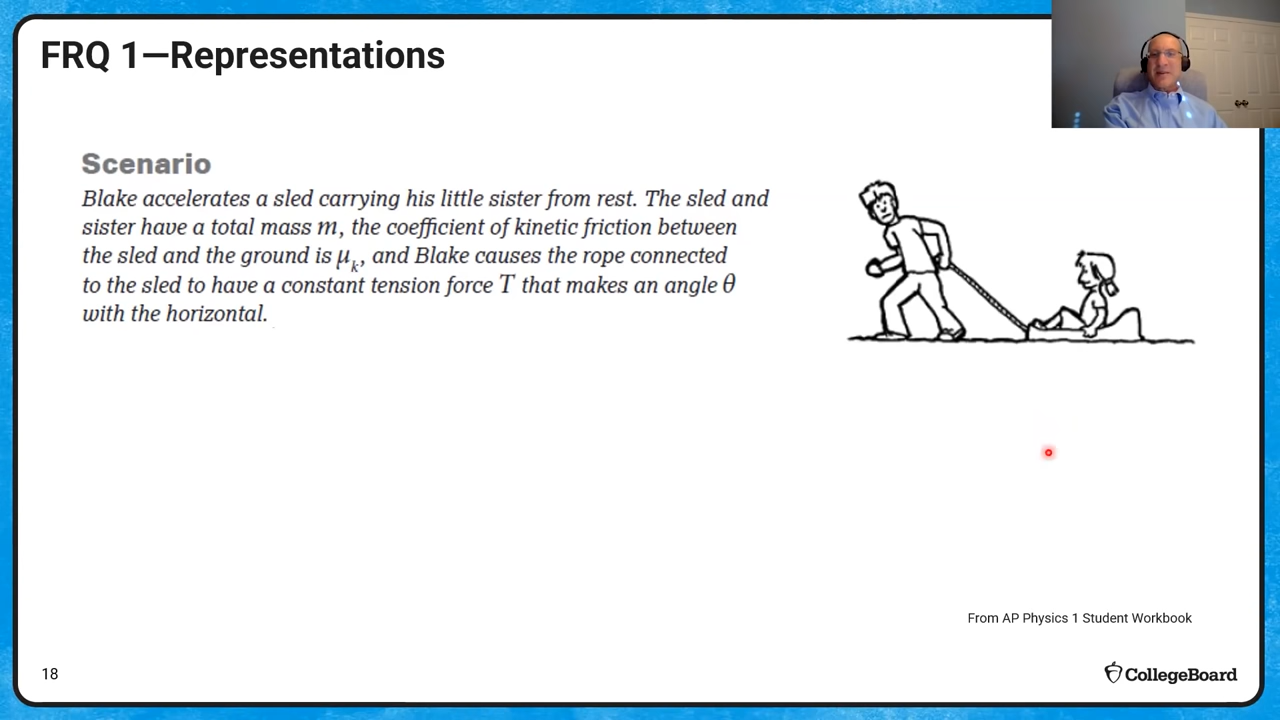 FRQ 1—Representations
Scenario
Blake accelerates a sled carrying his little sister from rest. The sled and
sister have a total mass m, the coefficient of kinetic friction between
the sled and the ground is μₖ, and Blake causes the rope connected
to the sled to have a constant tension force T that makes an angle θ
with the horizontal.
From AP Physics 1 Student Workbook
18
CollegeBoard